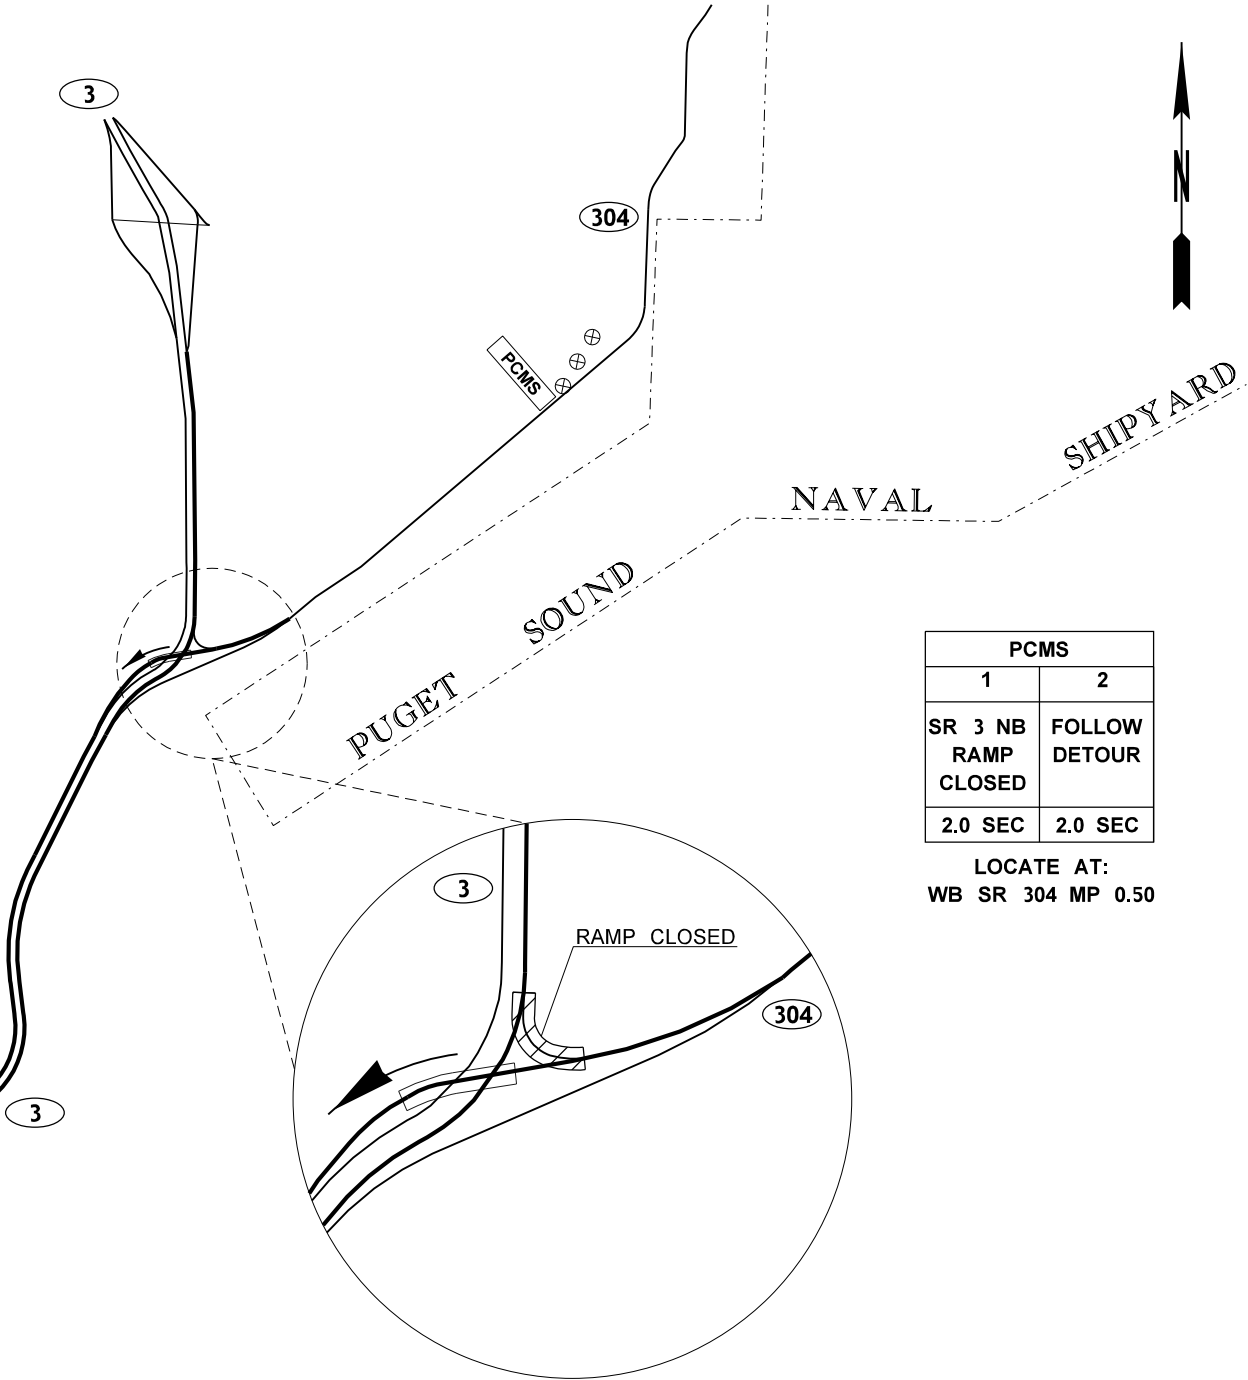 3
N
304
PCMS
SHIPYARD
NAVAL
SOUND
PUGET
PCMS
1 2
SR 3 NB FOLLOW
RAMP DETOUR
CLOSED
2.0 SEC 2.0 SEC
LOCATE AT:
WB SR 304 MP 0.50
3
RAMP CLOSED
304
3